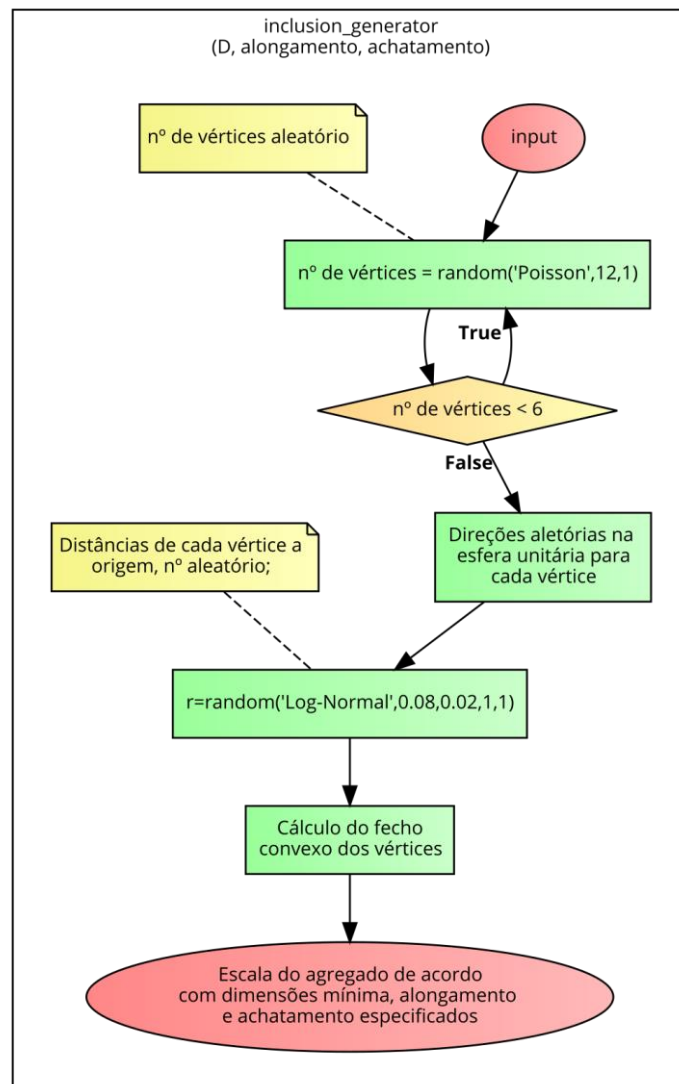 inclusion_generator
(D, alongamento, achatamento)
nº de vértices aleatório
input
nº de vértices = random('Poisson',12,1)
True
nº de vértices < 6
False
Direções aletórias na
esfera unitária para
cada vértice
Distâncias de cada vértice a
origem, nº aleatório;
r=random('Log-Normal',0.08,0.02,1,1)
Cálculo do fecho
convexo dos vértices
Escala do agregado de acordo
com dimensões mínima, alongamento
e achatamento especificados